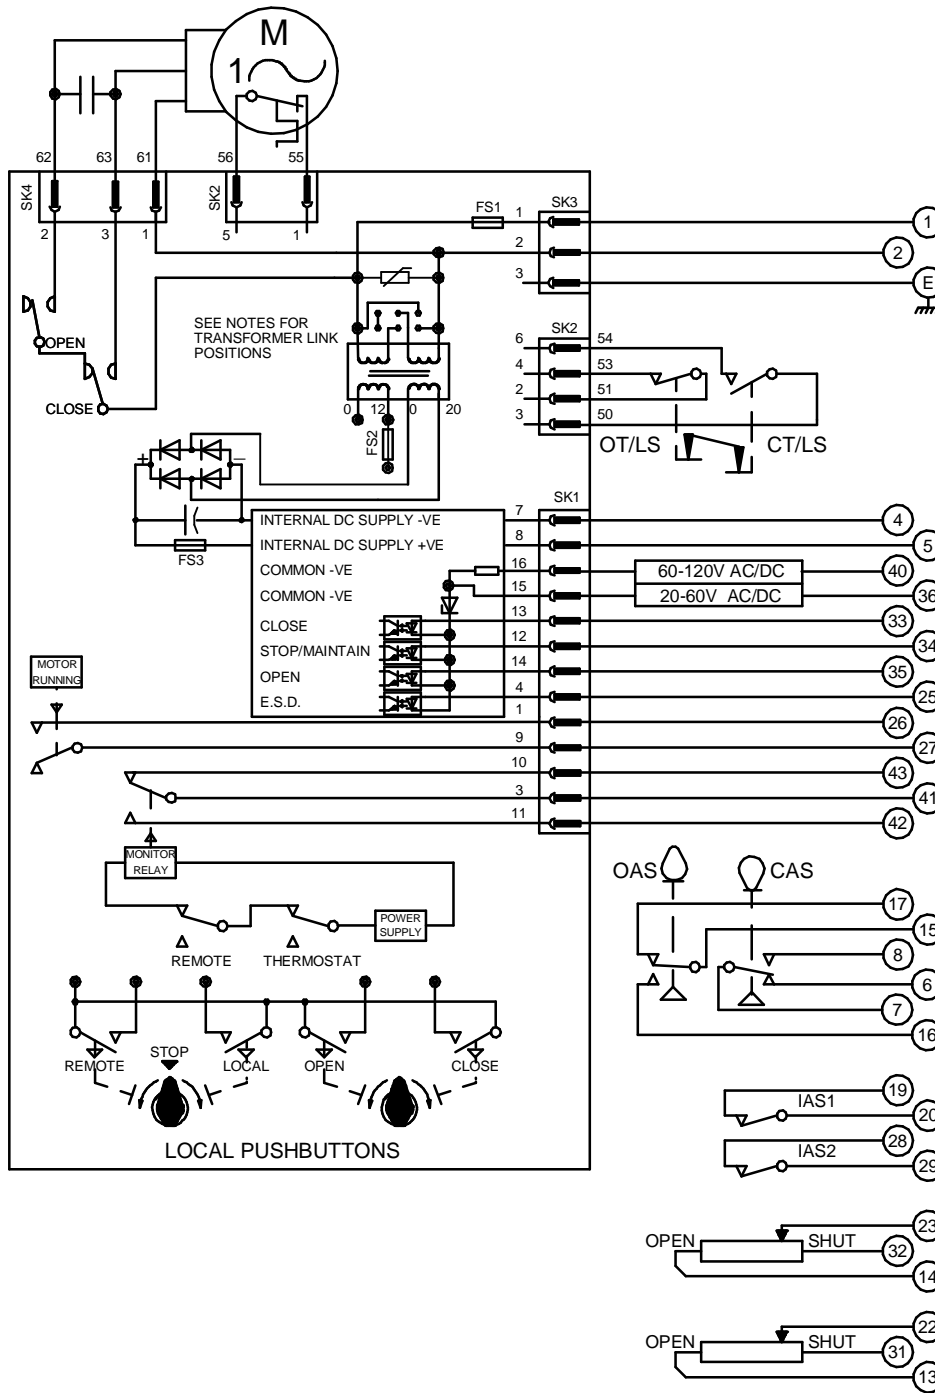 M
1
62 63 61 56 55
SK4
SK2
2 3 1 5 1
FS1
1
SK3
1
2
2
3
E
OPEN
CLOSE
SEE NOTES FOR
TRANSFORMER LINK
POSITIONS
0 12 0 20
FS2
SK2
6 54
4 53
2 51
3 50
OT/LS CT/LS
+ –
FS3
SK1
INTERNAL DC SUPPLY -VE 7 4
INTERNAL DC SUPPLY +VE 8 5
COMMON -VE 16 60-120V AC/DC 40
COMMON -VE 15 20-60V AC/DC 36
CLOSE 13 33
STOP/MAINTAIN 12 34
OPEN 14 35
E.S.D. 4 25
1 26
9 27
10 43
3 41
11 42
MOTOR
RUNNING
MONITOR
RELAY
POWER
SUPPLY
REMOTE THERMOSTAT
OAS CAS
17
15
8
6
7
16
REMOTE STOP LOCAL OPEN CLOSE
LOCAL PUSHBUTTONS
19
IAS1
20
28
IAS2
29
23
OPEN SHUT 32
14
22
OPEN SHUT 31
13